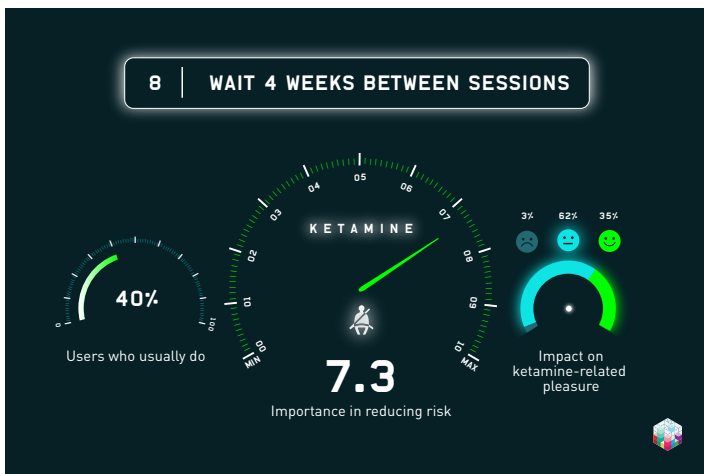 8 | WAIT 4 WEEKS BETWEEN SESSIONS
05
04
06
03
07
3%
62%
35%
KETAMINE
02
08
40%
01
09
0
100
00
10
MIN
MAX
Users who usually do
7.3
Importance in reducing risk
Impact on
ketamine-related
pleasure